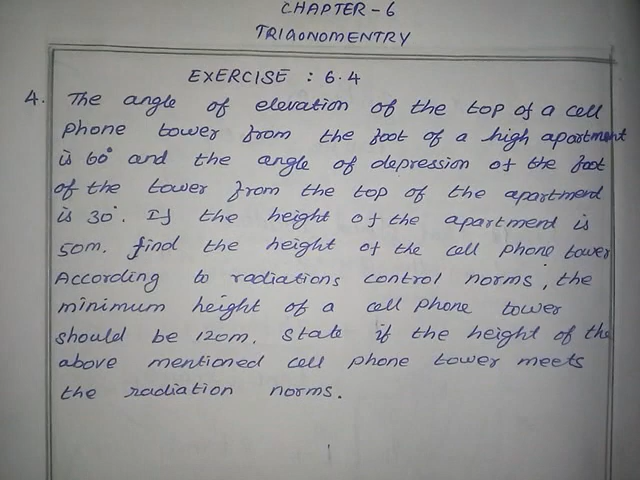 CHAPTER - 6
TRIGONOMENTRY
EXERCISE : 6.4
4. The angle of elevation of the top of a cell
phone tower from the foot of a high apartment
is 60° and the angle of depression of the foot
of the tower from the top of the apartmend
is 30°. If the height of the apartmend is
50m. find the height of the cell phone tower
According to radiations control norms, the
minimum height of a cell phone tower
should be 120m. State if the height of the
above mentioned cell phone tower meets
the radiation norms.